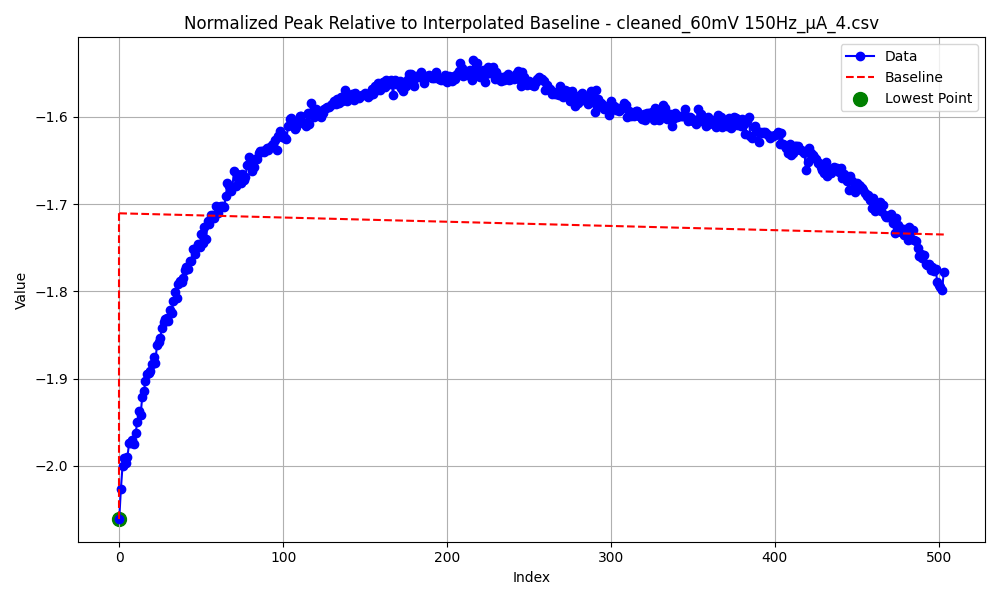 Normalized Peak Relative to Interpolated Baseline - cleaned_60mV 150Hz_μA_4.csv
Data
Baseline
Lowest Point
Value
−1.6
−1.7
−1.8
−1.9
−2.0
0 100 200 300 400 500
Index